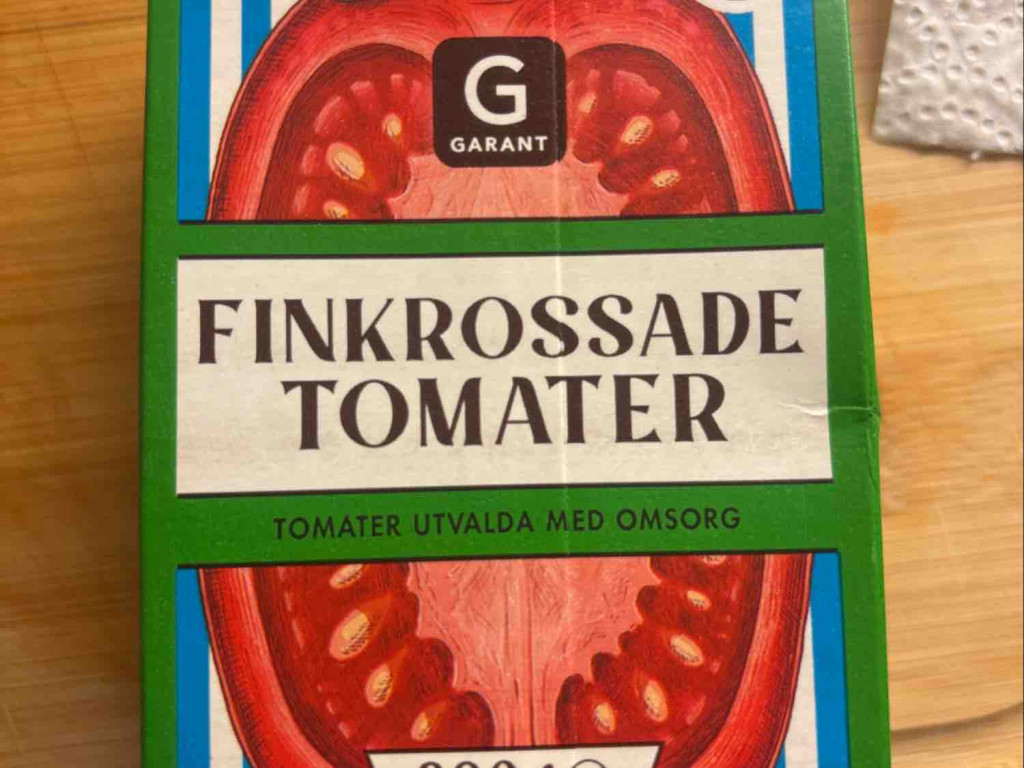 G
GARANT
FINKROSSADE
TOMATER
TOMATER UTVALDA MED OMSORG